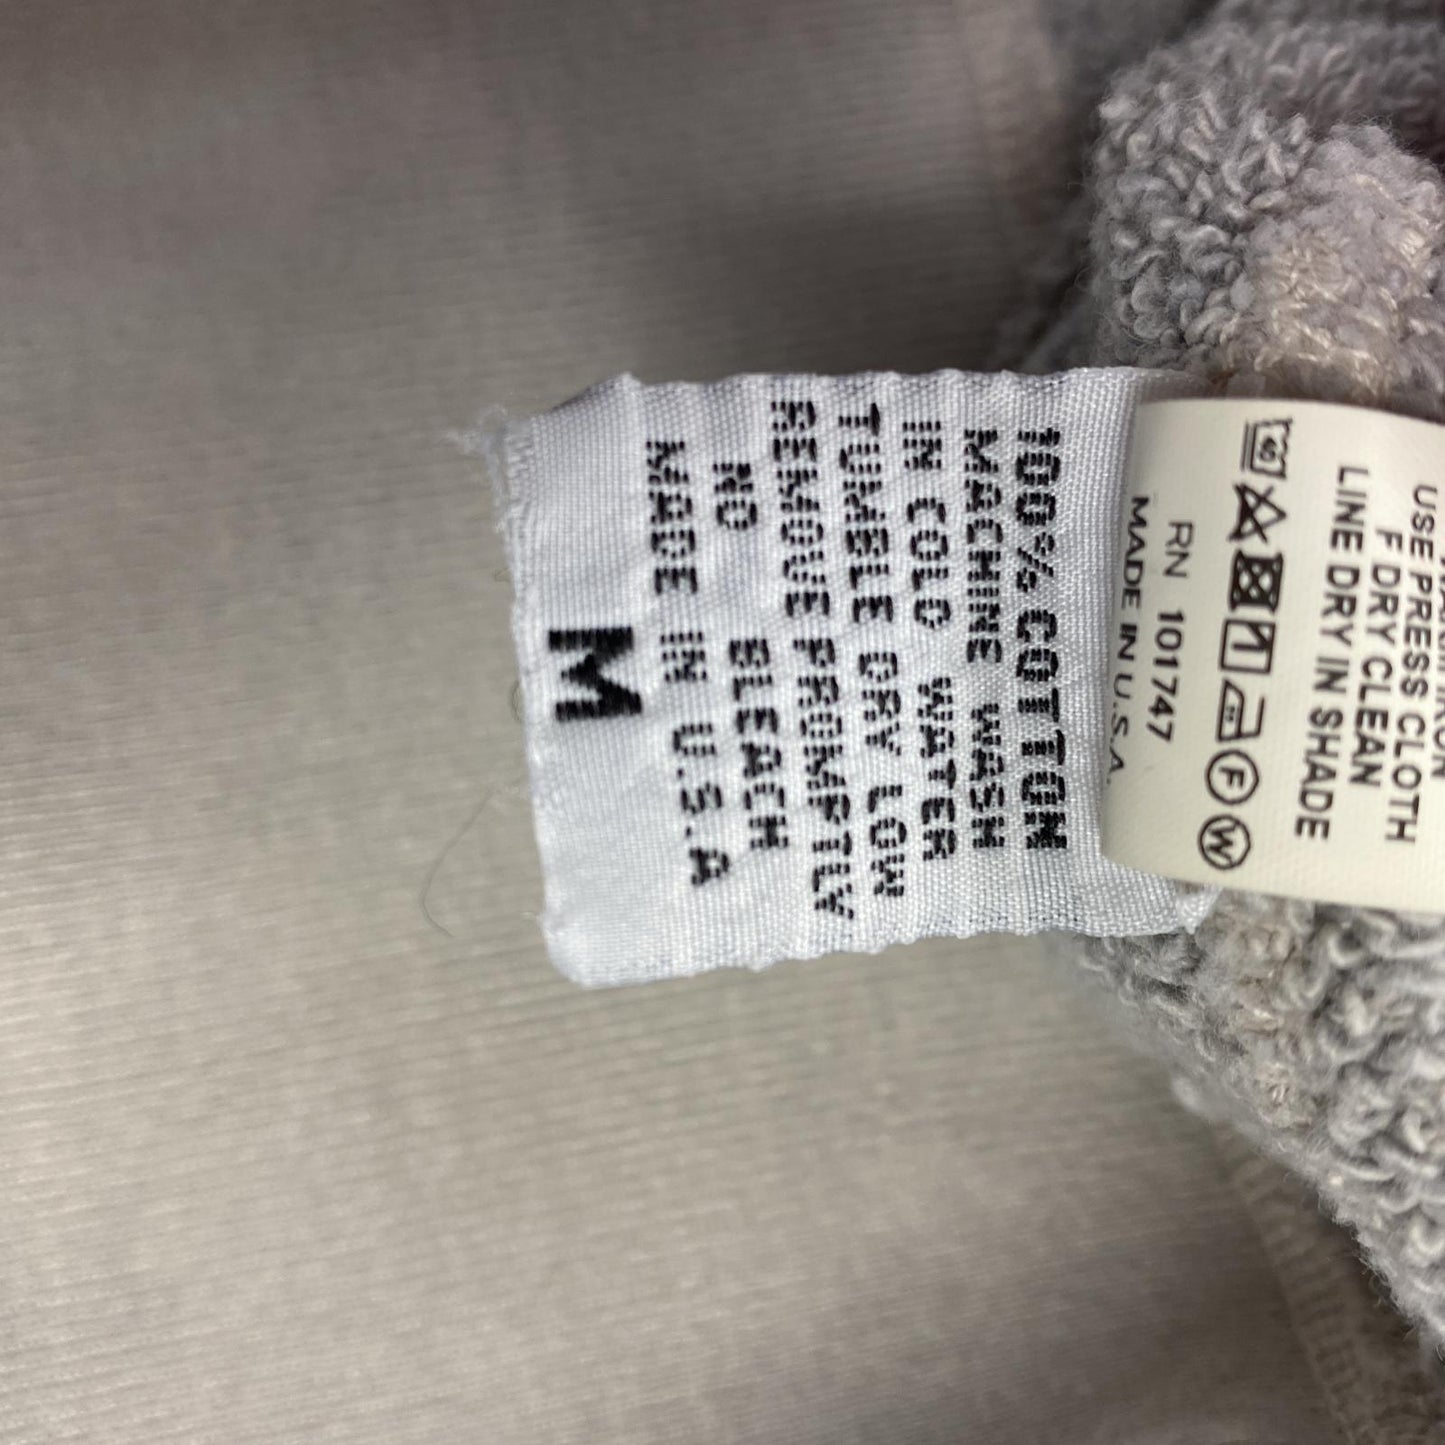 100% COTTON
MACHINE WASH
IN COLD WATER
TUMBLE DRY LOW
REMOVE PROMPTLY
NO BLEACH
MADE IN U.S.A
M
USE PRESS CLOTH
F DRY CLEAN
LINE DRY IN SHADE
40 F W
RN 101747
MADE IN U.S.A.